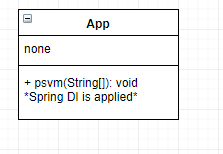 App
none
+ psvm(String[]): void
*Spring DI is applied*